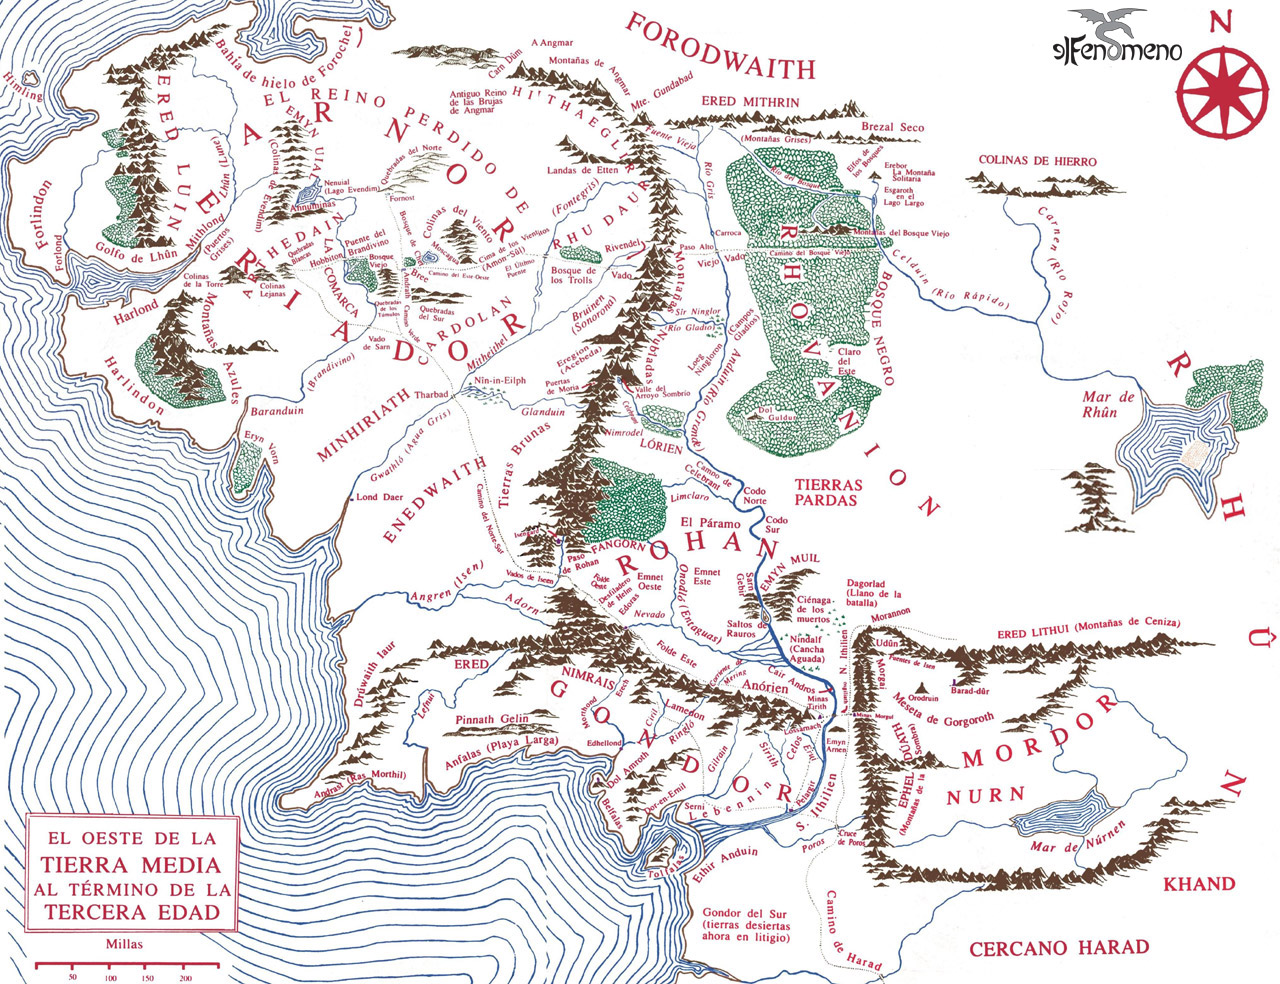 elFenómeno
N
FORODWAITH
A Angmar
Carn Dûm
Montañas de Angmar
Mte. Gundabad
Bahía de hielo de Forochel
Himling
EL REINO PERDIDO DE
ARNOR
Antiguo Reino
de las Brujas
de Angmar
HITHAEGLIR
ERED MITHRIN
(Montañas Grises)
Brezal Seco
Fuente Vieja
Río Gris
ERED LUIN
EMYN UIAL
(Colinas de Evendim)
Quebradas del Norte
Fornost
Nenuial
(Lago Evendim)
Annúminas
Landas de Etten
(Fontegris)
RHUDAUR
Río del Bosque
Elfos de
los Bosques
Erebor
La Montaña
Solitaria
Esgaroth
en el
Lago Largo
COLINAS DE HIERRO
Carnen (Río Rojo)
Forlindon
Forlond
Golfo de Lhûn
Lhûn (Lune)
Mithlond
(Puertos
Grises)
ERIADOR
ARTHEDAIN
Quebradas
Blancas
Hobbiton
LA
COMARCA
Puente del
Brandivino
Bosque
Viejo
Bosque de
Bree
Colinas
del Viento
Cima de los Vientos
(Amon-Sûl)
Camino del Este-Oeste
El Último
Puente
Rivendel
Vado
Bosque de
los Trolls
Paso Alto
Carroca
Viejo Vado
Montañas del Bosque Viejo
Camino del Bosque Viejo
RHOVANION
BOSQUE NEGRO
Celduin (Río Rápido)
Harlond
Colinas
de la Torre
Colinas
Lejanas
Montañas
Azules
Harlindon
Quebradas
de los
Túmulos
Andrath
Camino Verde
Quebradas
del Sur
CARDOLAN
Vado
de Sarn
(Brandivino)
Baranduin
Mitheithel
Bruinen
(Sonorona)
Montañas
Nubladas
Sîr Ninglor
(Río Gladio)
(Campos
Gladios)
Loeg
Ningloron
Anduin (Río Grande)
Eregion
(Acebeda)
Puertas
de Moria
Valle del
Arroyo Sombrío
Celebrant
Nimrodel
LÓRIEN
Claro
del
Este
Dol
Guldur
Mar de
Rhûn
RHÛN
Nîn-in-Eilph
Tharbad
Glanduin
MINHIRIATH
Gwathló (Agua Gris)
Eryn Vorn
Lond Daer
ENEDWAITH
Tierras Brunas
Camino del Norte-Sur
Campo de
Celebrant
Limclaro
TIERRAS
PARDAS
Codo
Norte
Codo
Sur
El Páramo
FANGORN
Isengard
Paso
de Rohan
ROHAN
Vados de Isen
Angren (Isen)
Adorn
Folde
Oeste
Desfiladero
de Helm
Edoras
Emnet
Oeste
Emnet
Este
Onodló (Entaguas)
Nevado
Folde Este
Sarn
Gebir
EMYN MUIL
Saltos de
Rauros
Ciénaga
de los
muertos
Nindalf
(Cancha
Aguada)
Dagorlad
(Llano de la
batalla)
Morannon
Udûn
Fuentes de Isen
ERED LITHUI (Montañas de Ceniza)
Drúwaith Iaur
ERED
NIMRAIS
Lefnui
Pinnath Gelin
Anfalas (Playa Larga)
Andrast (Ras Morthil)
GONDOR
Morthond
Erech
Edhellond
Ciril
Ringló
Lamedon
Dol Amroth
Belfalas
Dor-en-Ernil
Corriente de
Mering
Anórien
Cair Andros
Minas
Tirith
Lossarnach
Minas Morgul
N. Ithilien
Emyn
Arnen
Gilrain
Sirith
Celos
Erui
Serni
Lebennin
Pelargir
S. Ithilien
Tolfalas
Ethir Anduin
Poros
Cruce
de Poros
Morgai
Orodruin
Barad-dûr
Meseta de Gorgoroth
EPHEL DÚATH
(Montañas de la Sombra)
MORDOR
NURN
Mar de Núrnen
KHAND
CERCANO HARAD
Camino de Harad
Gondor del Sur
(tierras desiertas
ahora en litigio)
EL OESTE DE LA
TIERRA MEDIA
AL TÉRMINO DE LA
TERCERA EDAD
Millas
50 100 150 200